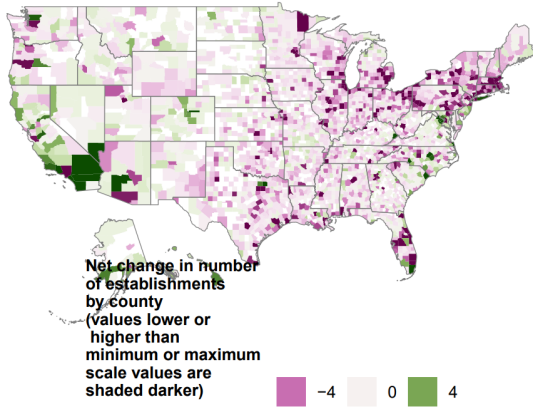 Net change in number
of establishments
by county
(values lower or
higher than
minimum or maximum
scale values are
shaded darker)
−4 0 4